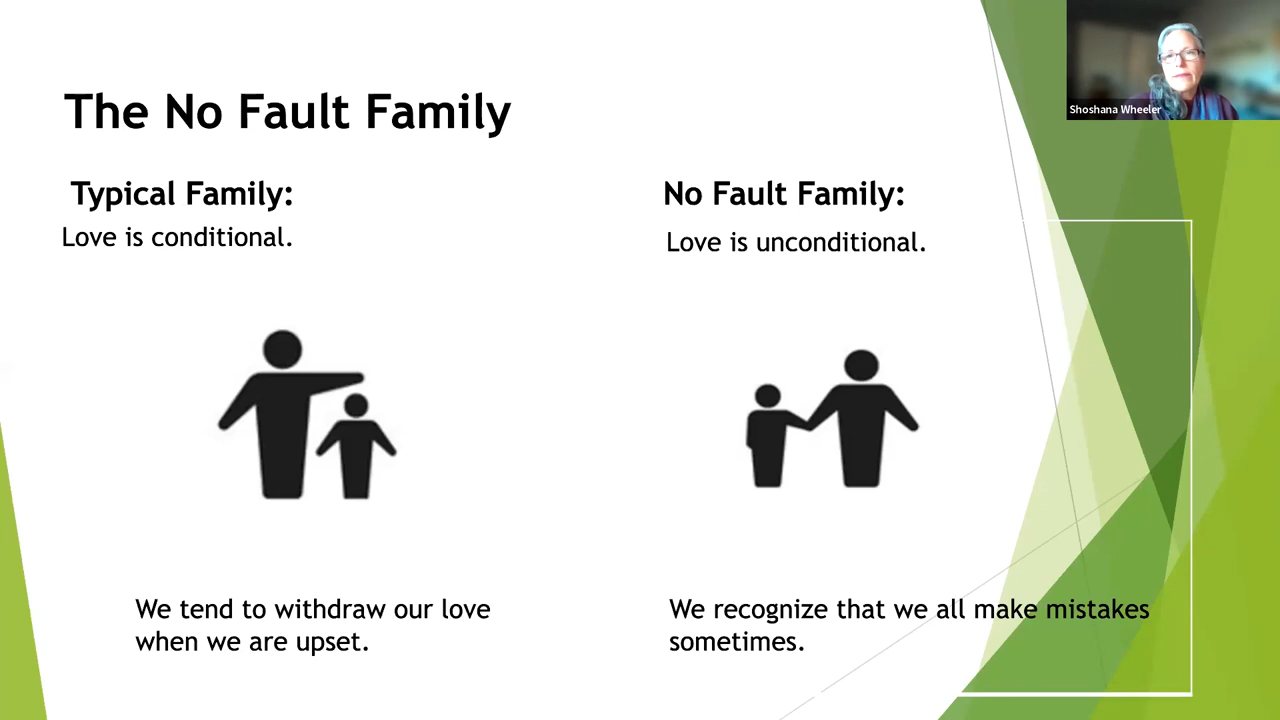 The No Fault Family
Shoshana Wheeler
Typical Family:
Love is conditional.
No Fault Family:
Love is unconditional.
We tend to withdraw our love
when we are upset.
We recognize that we all make mistakes
sometimes.